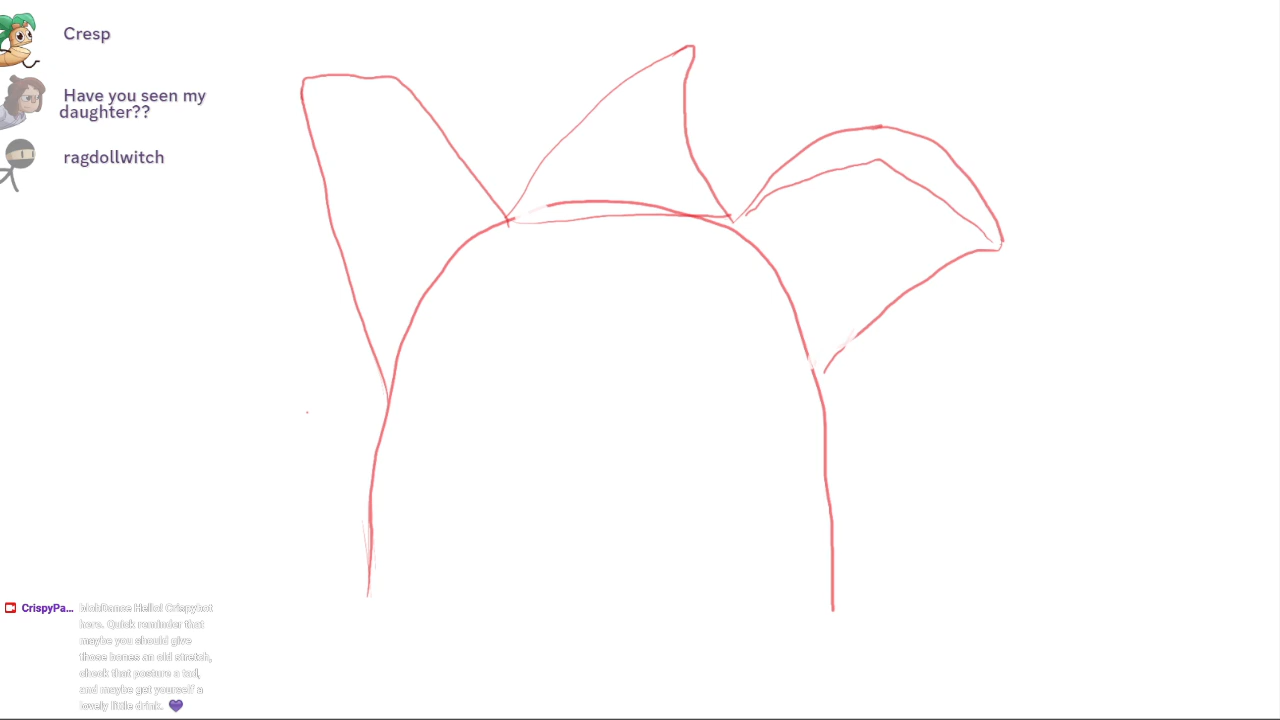 Cresp
Have you seen my
daughter??
ragdollwitch
CrispyPa... MohDance Hello! Crispybot
here. Quick reminder that
maybe you should give
those bones an old stretch,
check that posture a tad,
and maybe get yourself a
lovely little drink. 💜